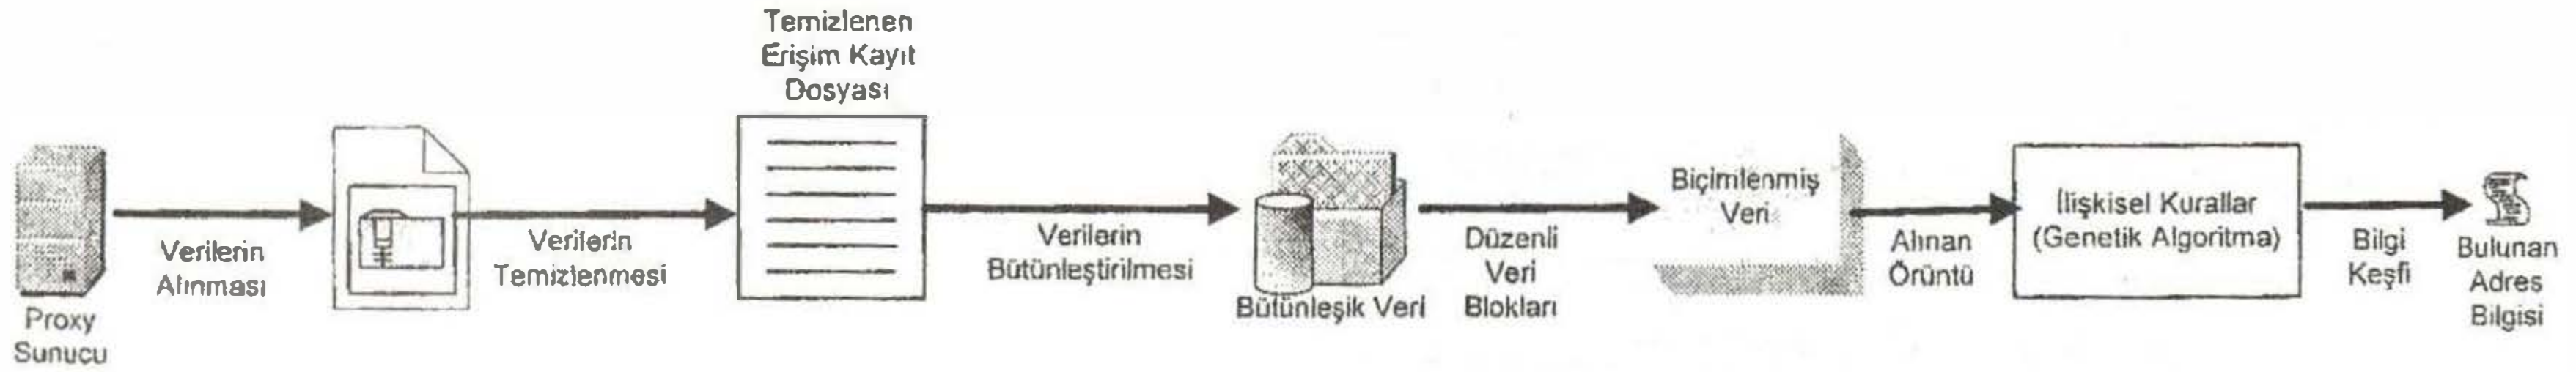 Temizlenen
Erişim Kayıt
Dosyası
Proxy
Sunucu
Verilerin
Alınması
Verilerin
Temizlenmesi
Verilerin
Bütünleştirilmesi
Bütünleşik Veri
Düzenli
Veri
Blokları
Biçimlenmiş
Veri
Alınan
Örüntü
İlişkisel Kurallar
(Genetik Algoritma)
Bilgi
Keşfi
Bulunan
Adres
Bilgisi